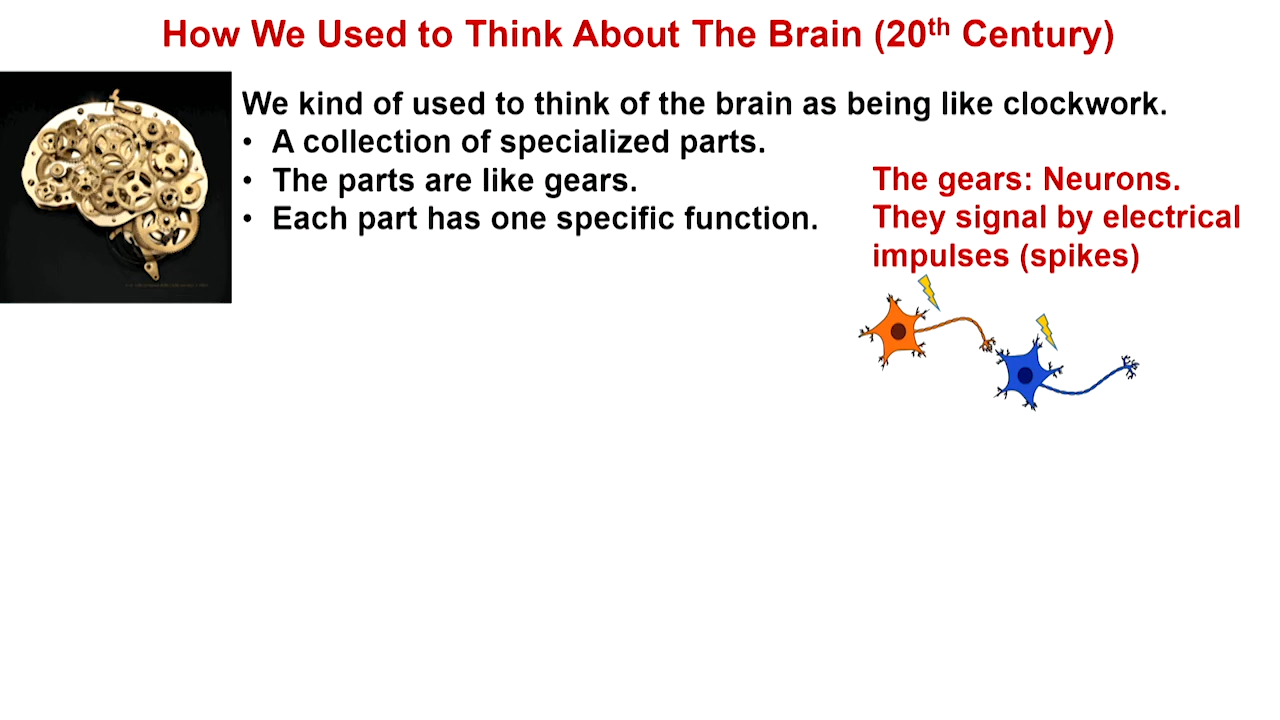 How We Used to Think About The Brain (20th Century)
We kind of used to think of the brain as being like clockwork.
• A collection of specialized parts.
• The parts are like gears.
• Each part has one specific function.
The gears: Neurons.
They signal by electrical
impulses (spikes)